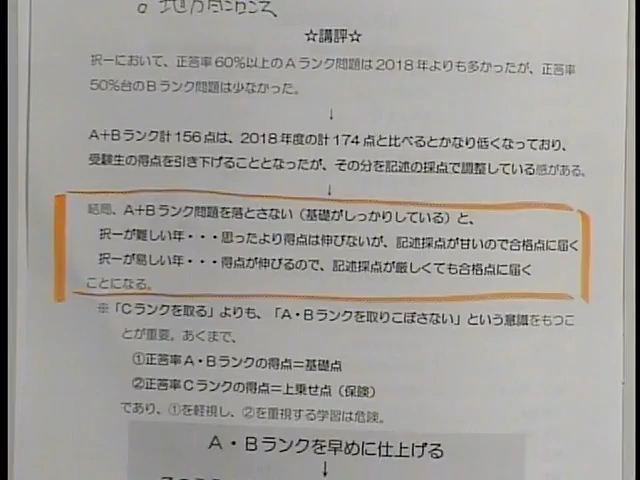 ☆講評☆
択一において、正答率60%以上のAランク問題は2018年よりも多かったが、正答率
50%台のBランク問題は少なかった。
↓
A+Bランク計156点は、2018年度の計174点と比べるとかなり低くなっており、
受験生の得点を引き下げることとなったが、その分を記述の採点で調整している感がある。
↓
結局、A+Bランク問題を落とさない（基礎がしっかりしている）と、
択一が難しい年・・・思ったより得点は伸びないが、記述採点が甘いので合格点に届く
択一が易しい年・・・得点が伸びるので、記述採点が厳しくても合格点に届く
ことになる。
※「Cランクを取る」よりも、「A・Bランクを取りこぼさない」という意識をもつこ
とが重要。あくまで、
①正答率A・Bランクの得点＝基礎点
②正答率Cランクの得点＝上乗せ点（保険）
であり、①を軽視し、②を重視する学習は危険。
A・Bランクを早めに仕上げる
↓